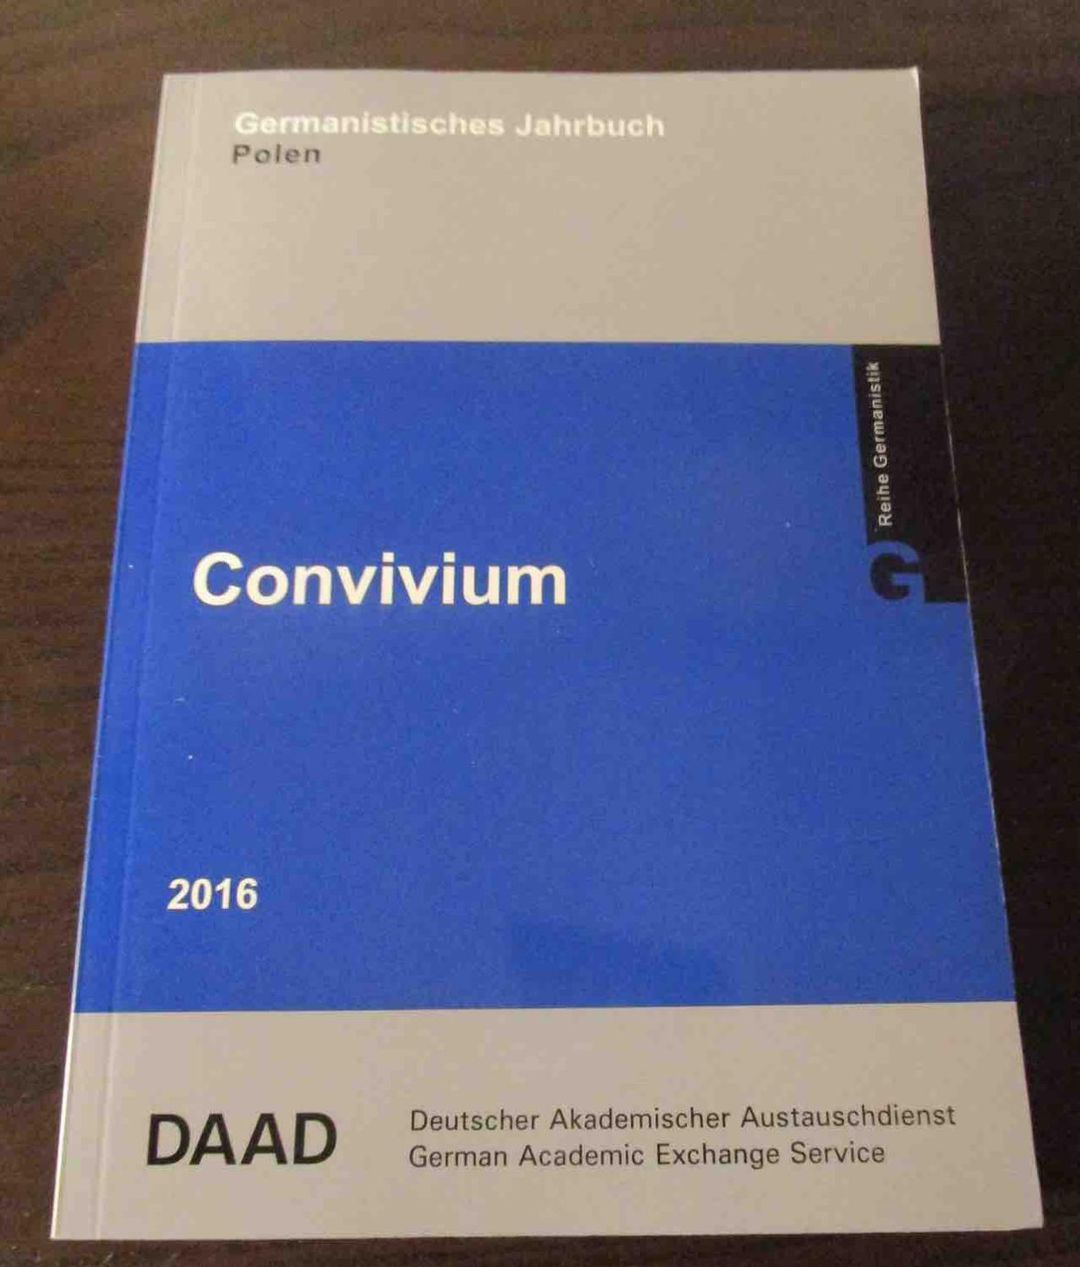 Germanistisches Jahrbuch
Polen
Reihe Germanistik
G
Convivium
2016
DAAD
Deutscher Akademischer Austauschdienst
German Academic Exchange Service